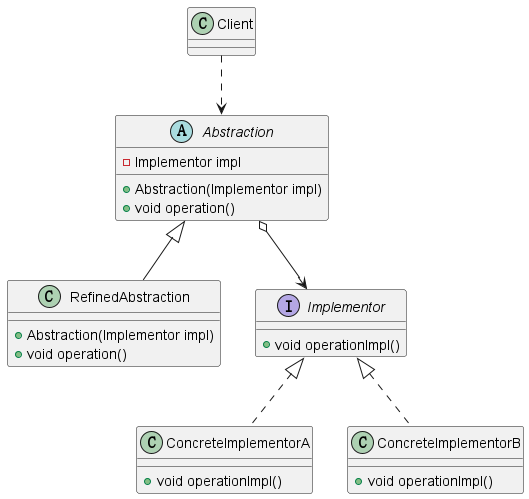 C Client
A Abstraction
Implementor impl
Abstraction(Implementor impl)
void operation()
C RefinedAbstraction
Abstraction(Implementor impl)
void operation()
I Implementor
void operationImpl()
C ConcreteImplementorA
void operationImpl()
C ConcreteImplementorB
void operationImpl()